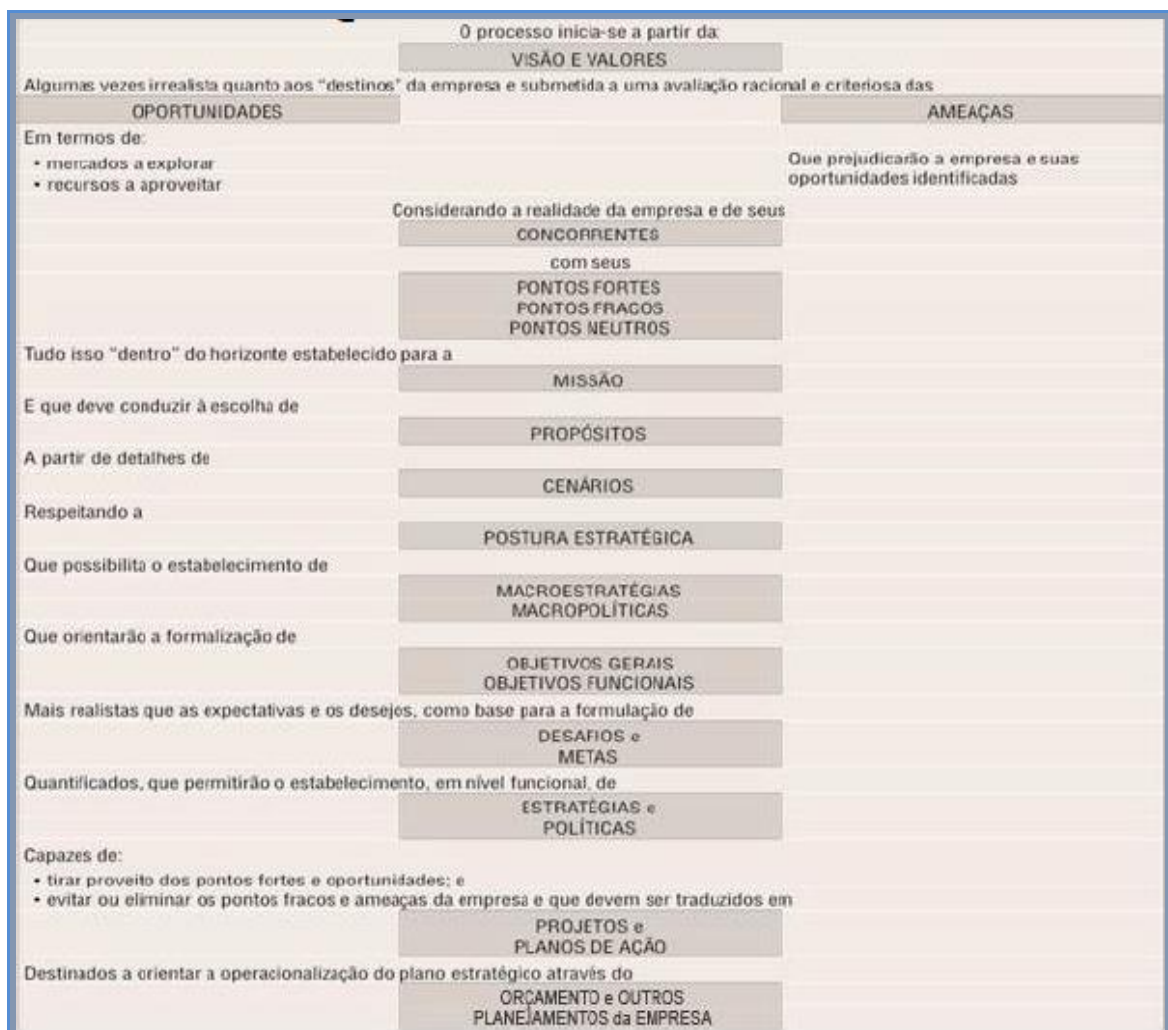 O processo inicia-se a partir da
VISÃO E VALORES
Algumas vezes irrealista quanto aos "destinos" da empresa e submetida a uma avaliação racional e criteriosa das
OPORTUNIDADES
AMEAÇAS
Em termos de:
• mercados a explorar
• recursos a aproveitar
Que prejudicarão a empresa e suas
oportunidades identificadas
Considerando a realidade da empresa e de seus
CONCORRENTES
com seus
PONTOS FORTES
PONTOS FRACOS
PONTOS NEUTROS
Tudo isso "dentro" do horizonte estabelecido para a
MISSÃO
E que deve conduzir à escolha de
PROPÓSITOS
A partir de detalhes de
CENÁRIOS
Respeitando a
POSTURA ESTRATÉGICA
Que possibilita o estabelecimento de
MACROESTRATÉGIAS
MACROPOLÍTICAS
Que orientarão a formalização de
OBJETIVOS GERAIS
OBJETIVOS FUNCIONAIS
Mais realistas que as expectativas e os desejos, como base para a formulação de
DESAFIOS e
METAS
Quantificados, que permitirão o estabelecimento, em nível funcional, de
ESTRATÉGIAS e
POLÍTICAS
Capazes de:
• tirar proveito dos pontos fortes e oportunidades; e
• evitar ou eliminar os pontos fracos e ameaças da empresa e que devem ser traduzidos em
PROJETOS e
PLANOS DE AÇÃO
Destinados a orientar a operacionalização do plano estratégico através do
ORÇAMENTO e OUTROS
PLANEJAMENTOS da EMPRESA